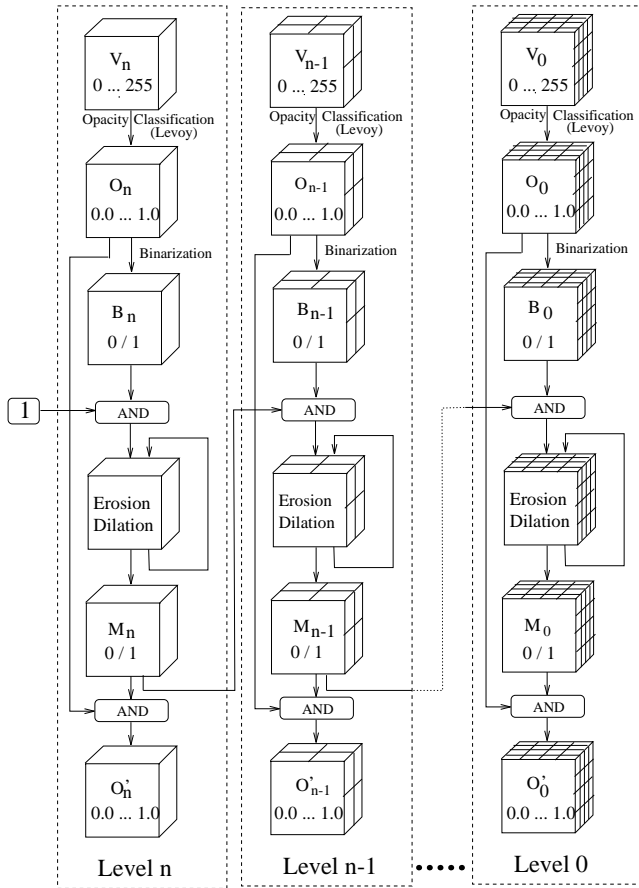 V_n
0 ... 255
Opacity Classification
(Levoy)
O_n
0.0 ... 1.0
Binarization
B_n
0 / 1
1
AND
Erosion
Dilation
M_n
0 / 1
AND
O'_n
0.0 ... 1.0
Level n
V_n-1
0 ... 255
Opacity Classification
(Levoy)
O_n-1
0.0 ... 1.0
Binarization
B_n-1
0 / 1
AND
Erosion
Dilation
M_n-1
0 / 1
AND
O'_n-1
0.0 ... 1.0
Level n-1
V_0
0 ... 255
Opacity Classification
(Levoy)
O_0
0.0 ... 1.0
Binarization
B_0
0 / 1
AND
Erosion
Dilation
M_0
0 / 1
AND
O'_0
0.0 ... 1.0
Level 0